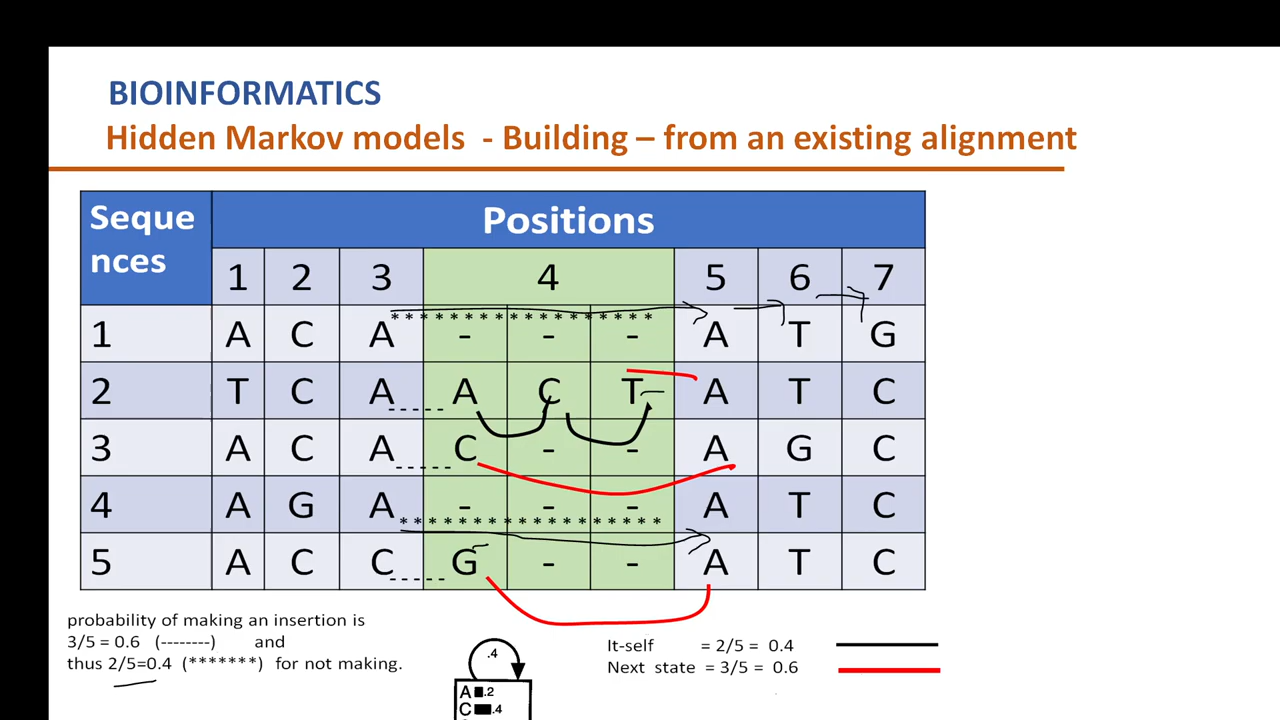 BIOINFORMATICS
Hidden Markov models - Building – from an existing alignment
Seque
nces
Positions
1 2 3 4 5 6 7
1 A C A - - - A T G
* * * * * * * * * * * * * * * * * *
2 T C A A C T A T C
- - - - -
3 A C A C - - A G C
- - - - -
4 A G A - - - A T C
* * * * * * * * * * * * * * * * * *
5 A C C G - - A T C
- - - - -
probability of making an insertion is
3/5 = 0.6 (--------) and
thus 2/5=0.4 (*******) for not making.
It-self = 2/5 = 0.4
Next state = 3/5 = 0.6
.4
A .2
C .4